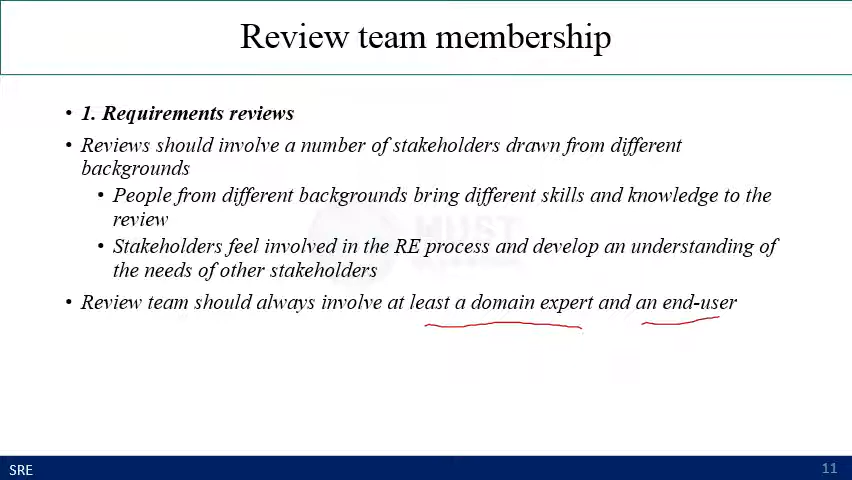 Review team membership
• 1. Requirements reviews
• Reviews should involve a number of stakeholders drawn from different
backgrounds
• People from different backgrounds bring different skills and knowledge to the
review
• Stakeholders feel involved in the RE process and develop an understanding of
the needs of other stakeholders
• Review team should always involve at least a domain expert and an end-user
MUST
SRE
11